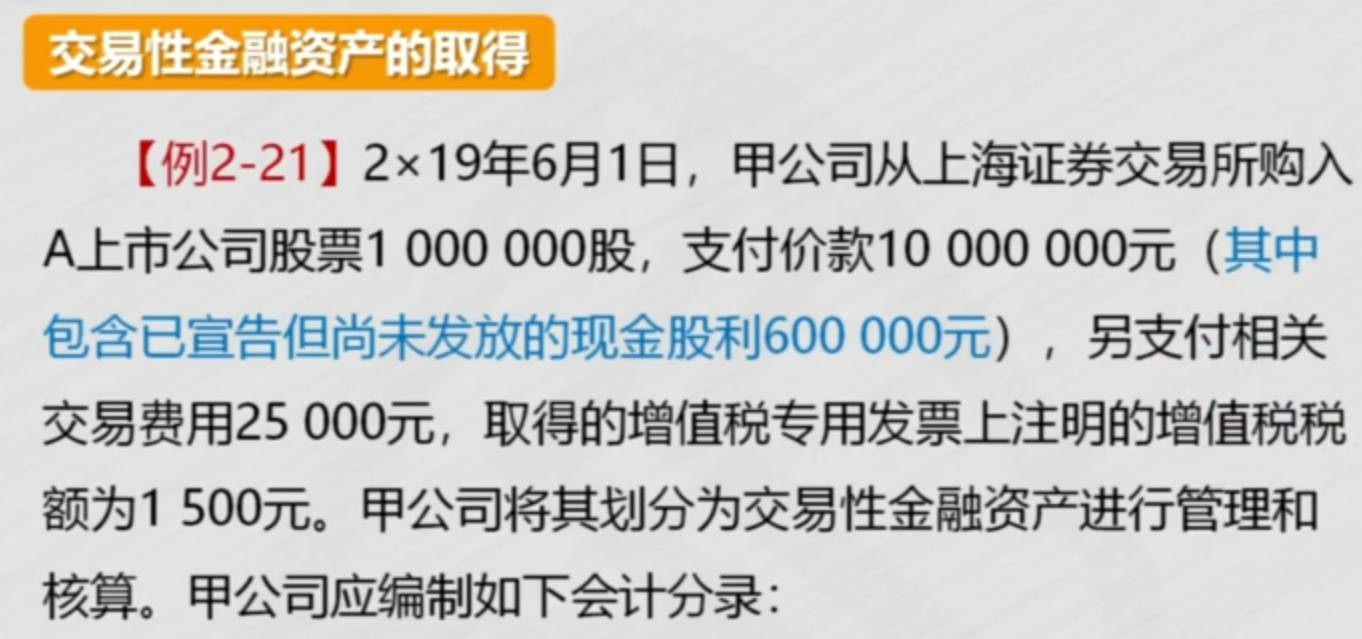 交易性金融资产的取得
【例2-21】2×19年6月1日，甲公司从上海证券交易所购入
A上市公司股票1 000 000股，支付价款10 000 000元（其中
包含已宣告但尚未发放的现金股利600 000元），另支付相关
交易费用25 000元，取得的增值税专用发票上注明的增值税税
额为1 500元。甲公司将其划分为交易性金融资产进行管理和
核算。甲公司应编制如下会计分录：